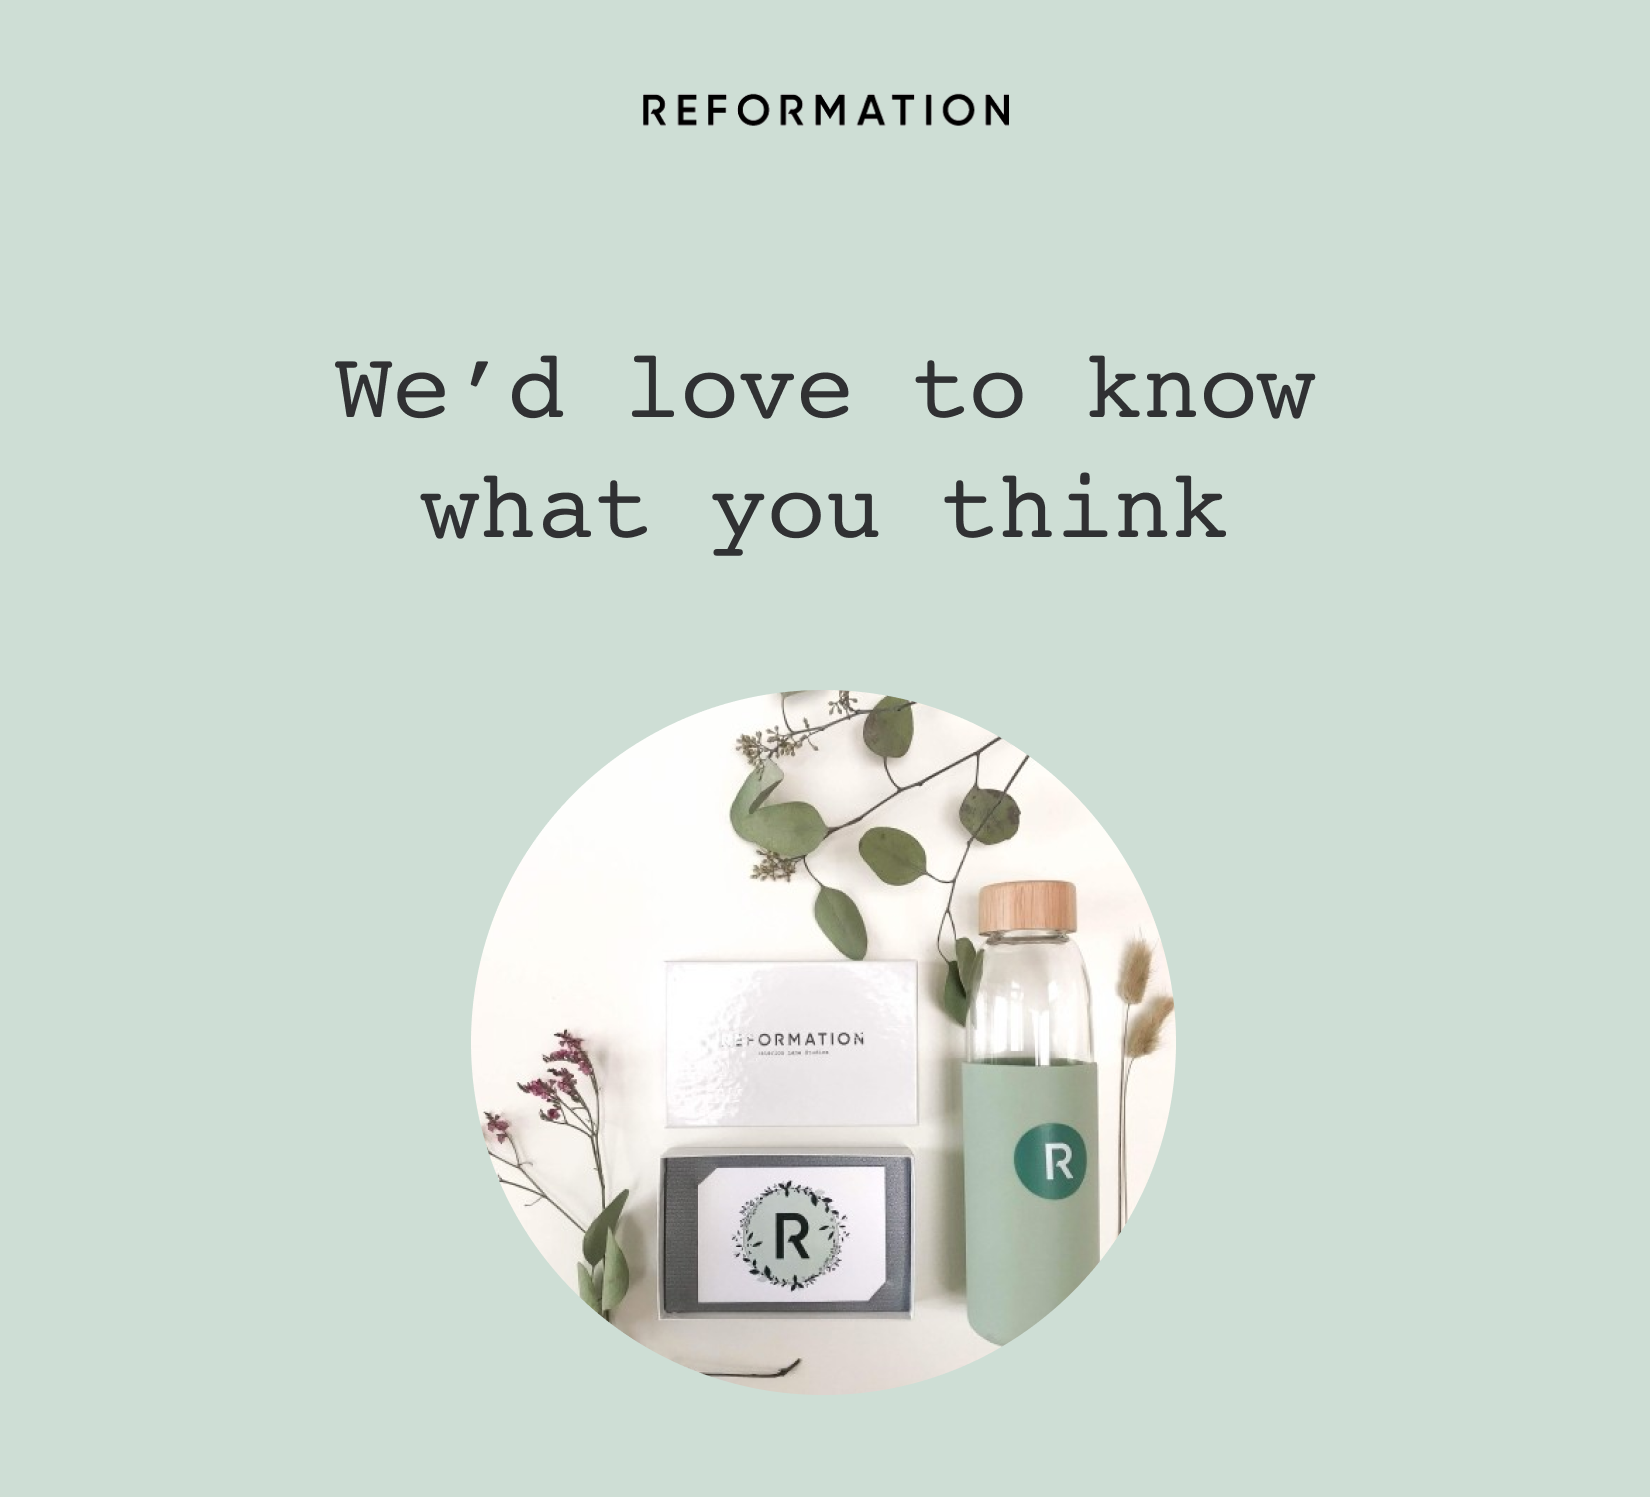 REFORMATION
We’d love to know
what you think
REFORMATION
R
R